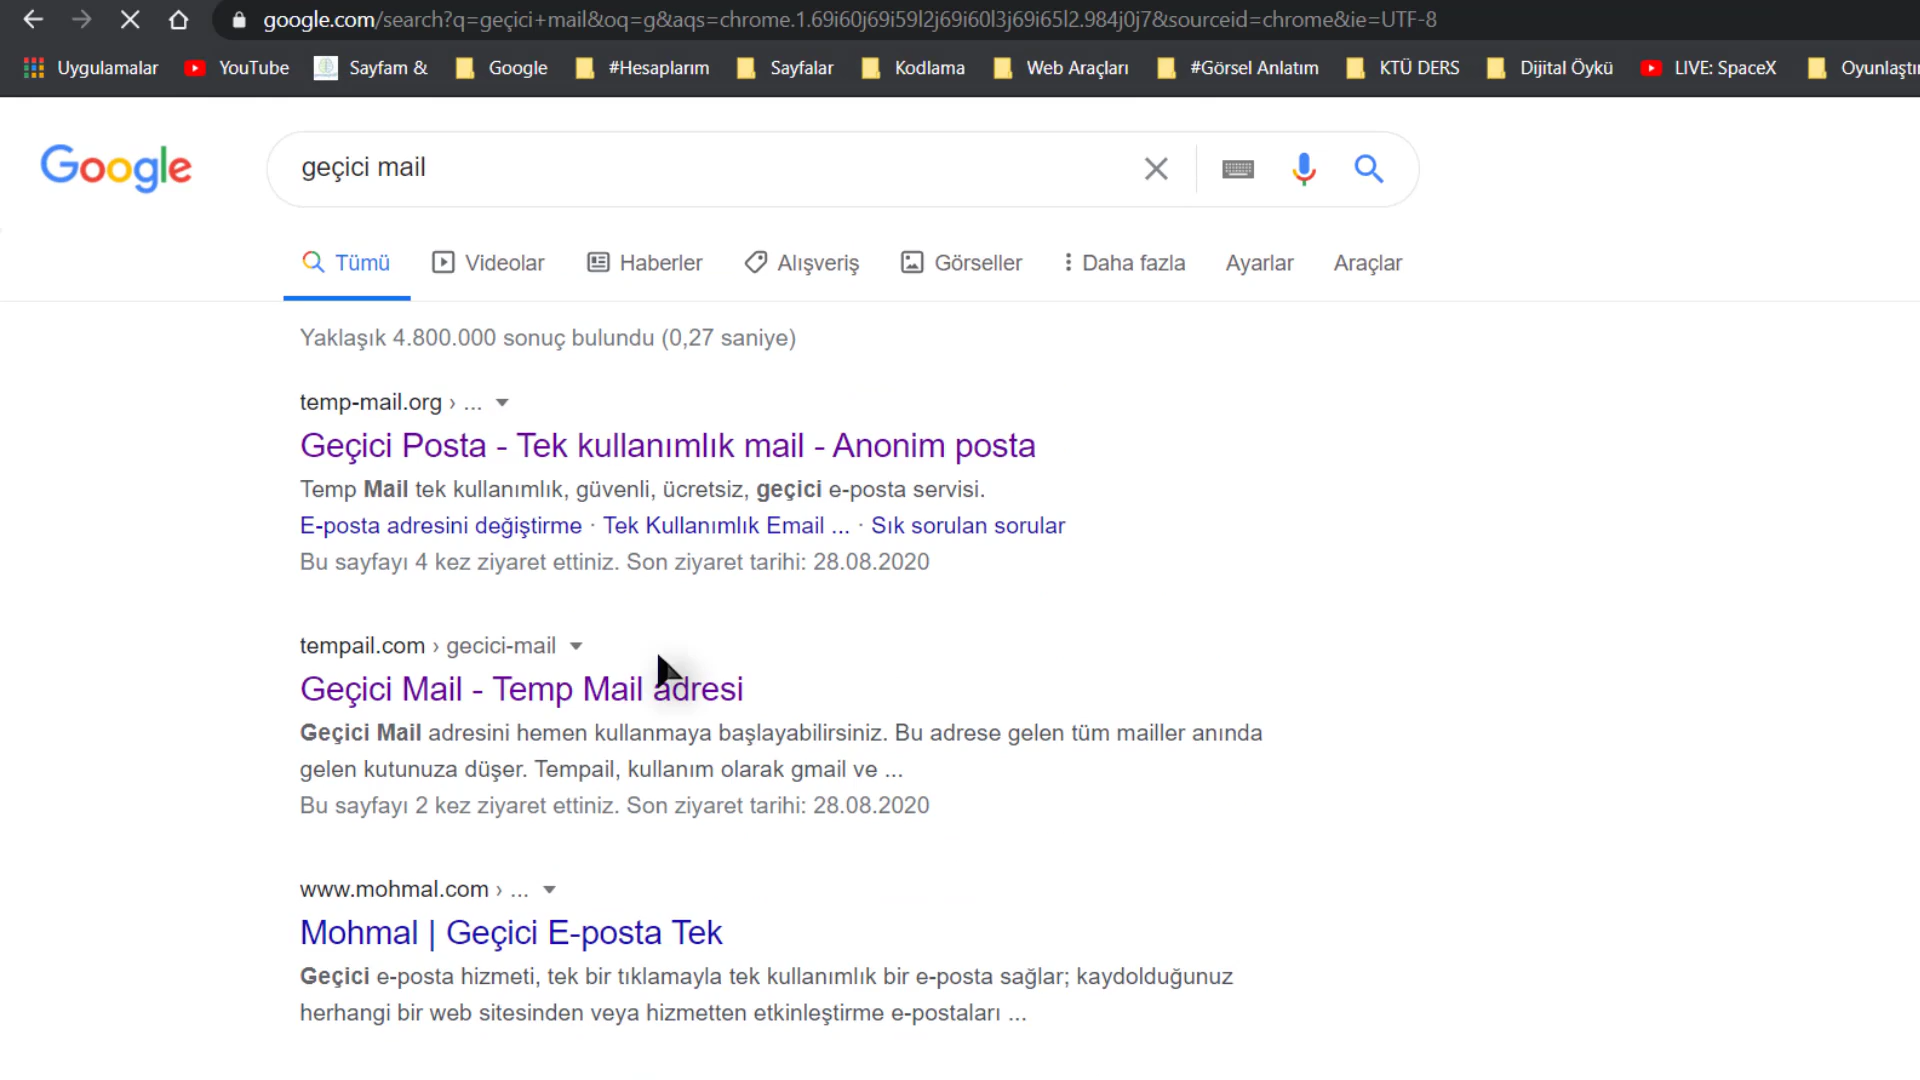 google.com/search?q=geçici+mail&oq=g&aqs=chrome.1.69i60j69i59l2j69i60l3j69i65l2.984j0j7&sourceid=chrome&ie=UTF-8
Uygulamalar YouTube Sayfam & Google #Hesaplarım Sayfalar Kodlama Web Araçları #Görsel Anlatım KTÜ DERS Dijital Öykü LIVE: SpaceX Oyunlaştır
Google geçici mail
Tümü Videolar Haberler Alışveriş Görseller Daha fazla Ayarlar Araçlar
Yaklaşık 4.800.000 sonuç bulundu (0,27 saniye)
temp-mail.org › ...
Geçici Posta - Tek kullanımlık mail - Anonim posta
Temp Mail tek kullanımlık, güvenli, ücretsiz, geçici e-posta servisi.
E-posta adresini değiştirme · Tek Kullanımlık Email ... · Sık sorulan sorular
Bu sayfayı 4 kez ziyaret ettiniz. Son ziyaret tarihi: 28.08.2020
tempail.com › gecici-mail
Geçici Mail - Temp Mail adresi
Geçici Mail adresini hemen kullanmaya başlayabilirsiniz. Bu adrese gelen tüm mailler anında
gelen kutunuza düşer. Tempail, kullanım olarak gmail ve ...
Bu sayfayı 2 kez ziyaret ettiniz. Son ziyaret tarihi: 28.08.2020
www.mohmal.com › ...
Mohmal | Geçici E-posta Tek
Geçici e-posta hizmeti, tek bir tıklamayla tek kullanımlık bir e-posta sağlar; kaydolduğunuz
herhangi bir web sitesinden veya hizmetten etkinleştirme e-postaları ...